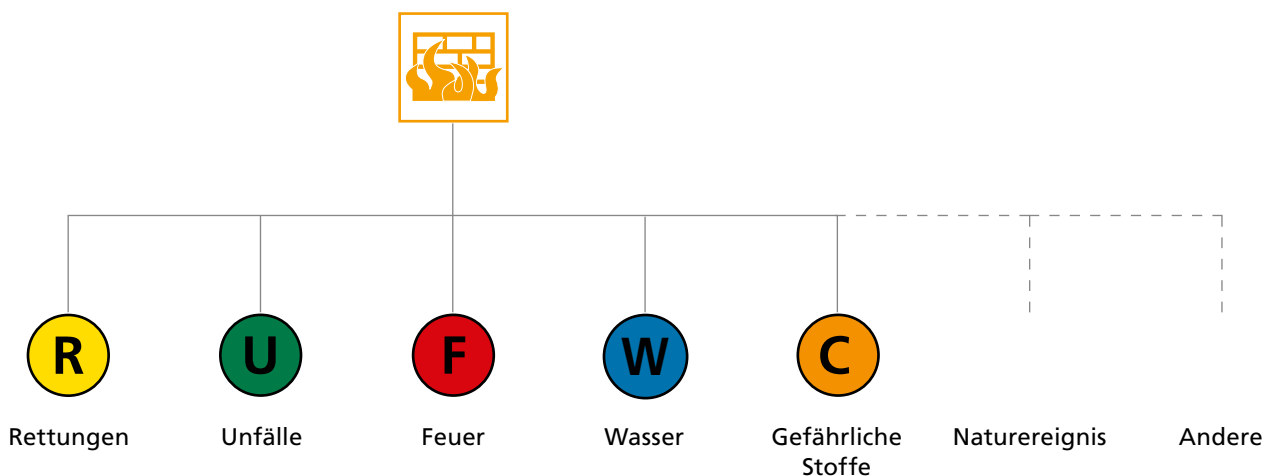 R
U
F
W
C
Rettungen
Unfälle
Feuer
Wasser
Gefährliche
Stoffe
Naturereignis
Andere